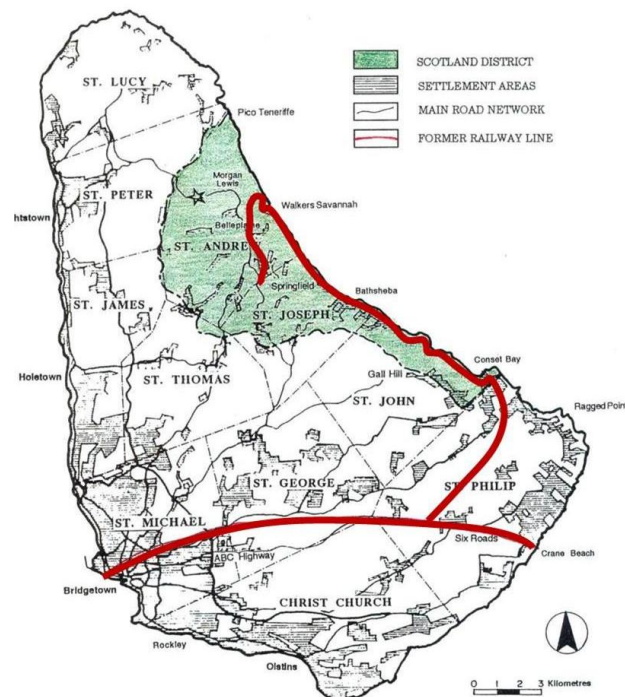 SCOTLAND DISTRICT
SETTLEMENT AREAS
MAIN ROAD NETWORK
FORMER RAILWAY LINE
ST. LUCY
Pico Teneriffe
Morgan
Lewis
ST. PETER
Walkers Savannah
htstown
Belleplaine
ST. ANDRE
Springfield
Bathsheba
ST. JAMES
ST. JOSEPH
Conset Bay
Holetown
ST. THOMAS
Gall Hill
ST. JOHN
Ragged Point
ST. GEORGE
ST. PHILIP
ST. MICHAEL
Six Roads
ABC Highway
Crane Beach
Bridgetown
CHRIST CHURCH
Rockley
Oistins
0 1 2 3 Kilometres